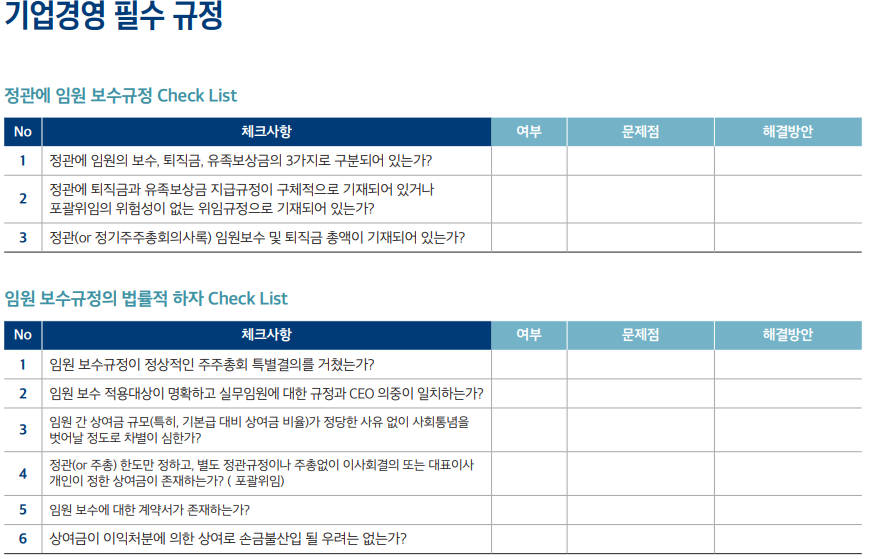 기업경영 필수 규정
정관에 임원 보수규정 Check List
No 체크사항 여부 문제점 해결방안
1 정관에 임원의 보수, 퇴직금, 유족보상금의 3가지로 구분되어 있는가?
2 정관에 퇴직금과 유족보상금 지급규정이 구체적으로 기재되어 있거나
포괄위임의 위험성이 없는 위임규정으로 기재되어 있는가?
3 정관(or 정기주주총회의사록) 임원보수 및 퇴직금 총액이 기재되어 있는가?
임원 보수규정의 법률적 하자 Check List
No 체크사항 여부 문제점 해결방안
1 임원 보수규정이 정상적인 주주총회 특별결의를 거쳤는가?
2 임원 보수 적용대상이 명확하고 실무임원에 대한 규정과 CEO 의중이 일치하는가?
3 임원 간 상여금 규모(특히, 기본급 대비 상여금 비율)가 정당한 사유 없이 사회통념을
벗어날 정도로 차별이 심한가?
4 정관(or 주총) 한도만 정하고, 별도 정관규정이나 주총없이 이사회결의 또는 대표이사
개인이 정한 상여금이 존재하는가? ( 포괄위임)
5 임원 보수에 대한 계약서가 존재하는가?
6 상여금이 이익처분에 의한 상여로 손금불산입 될 우려는 없는가?